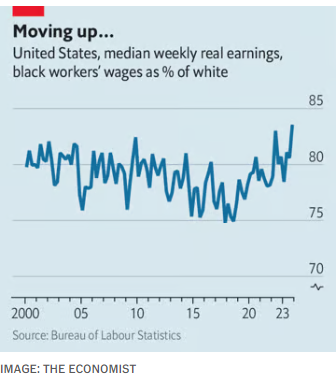 Moving up...
United States, median weekly real earnings,
black workers' wages as % of white
85
80
75
70
2000 05 10 15 20 23
Source: Bureau of Labour Statistics
IMAGE: THE ECONOMIST